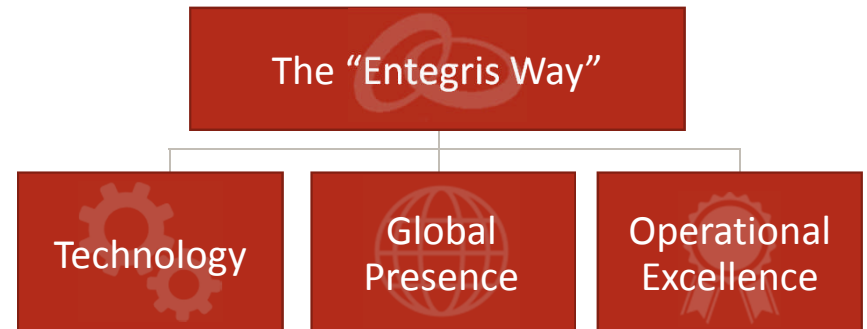 The “Entegris Way”
Technology
Global
Presence
Operational
Excellence